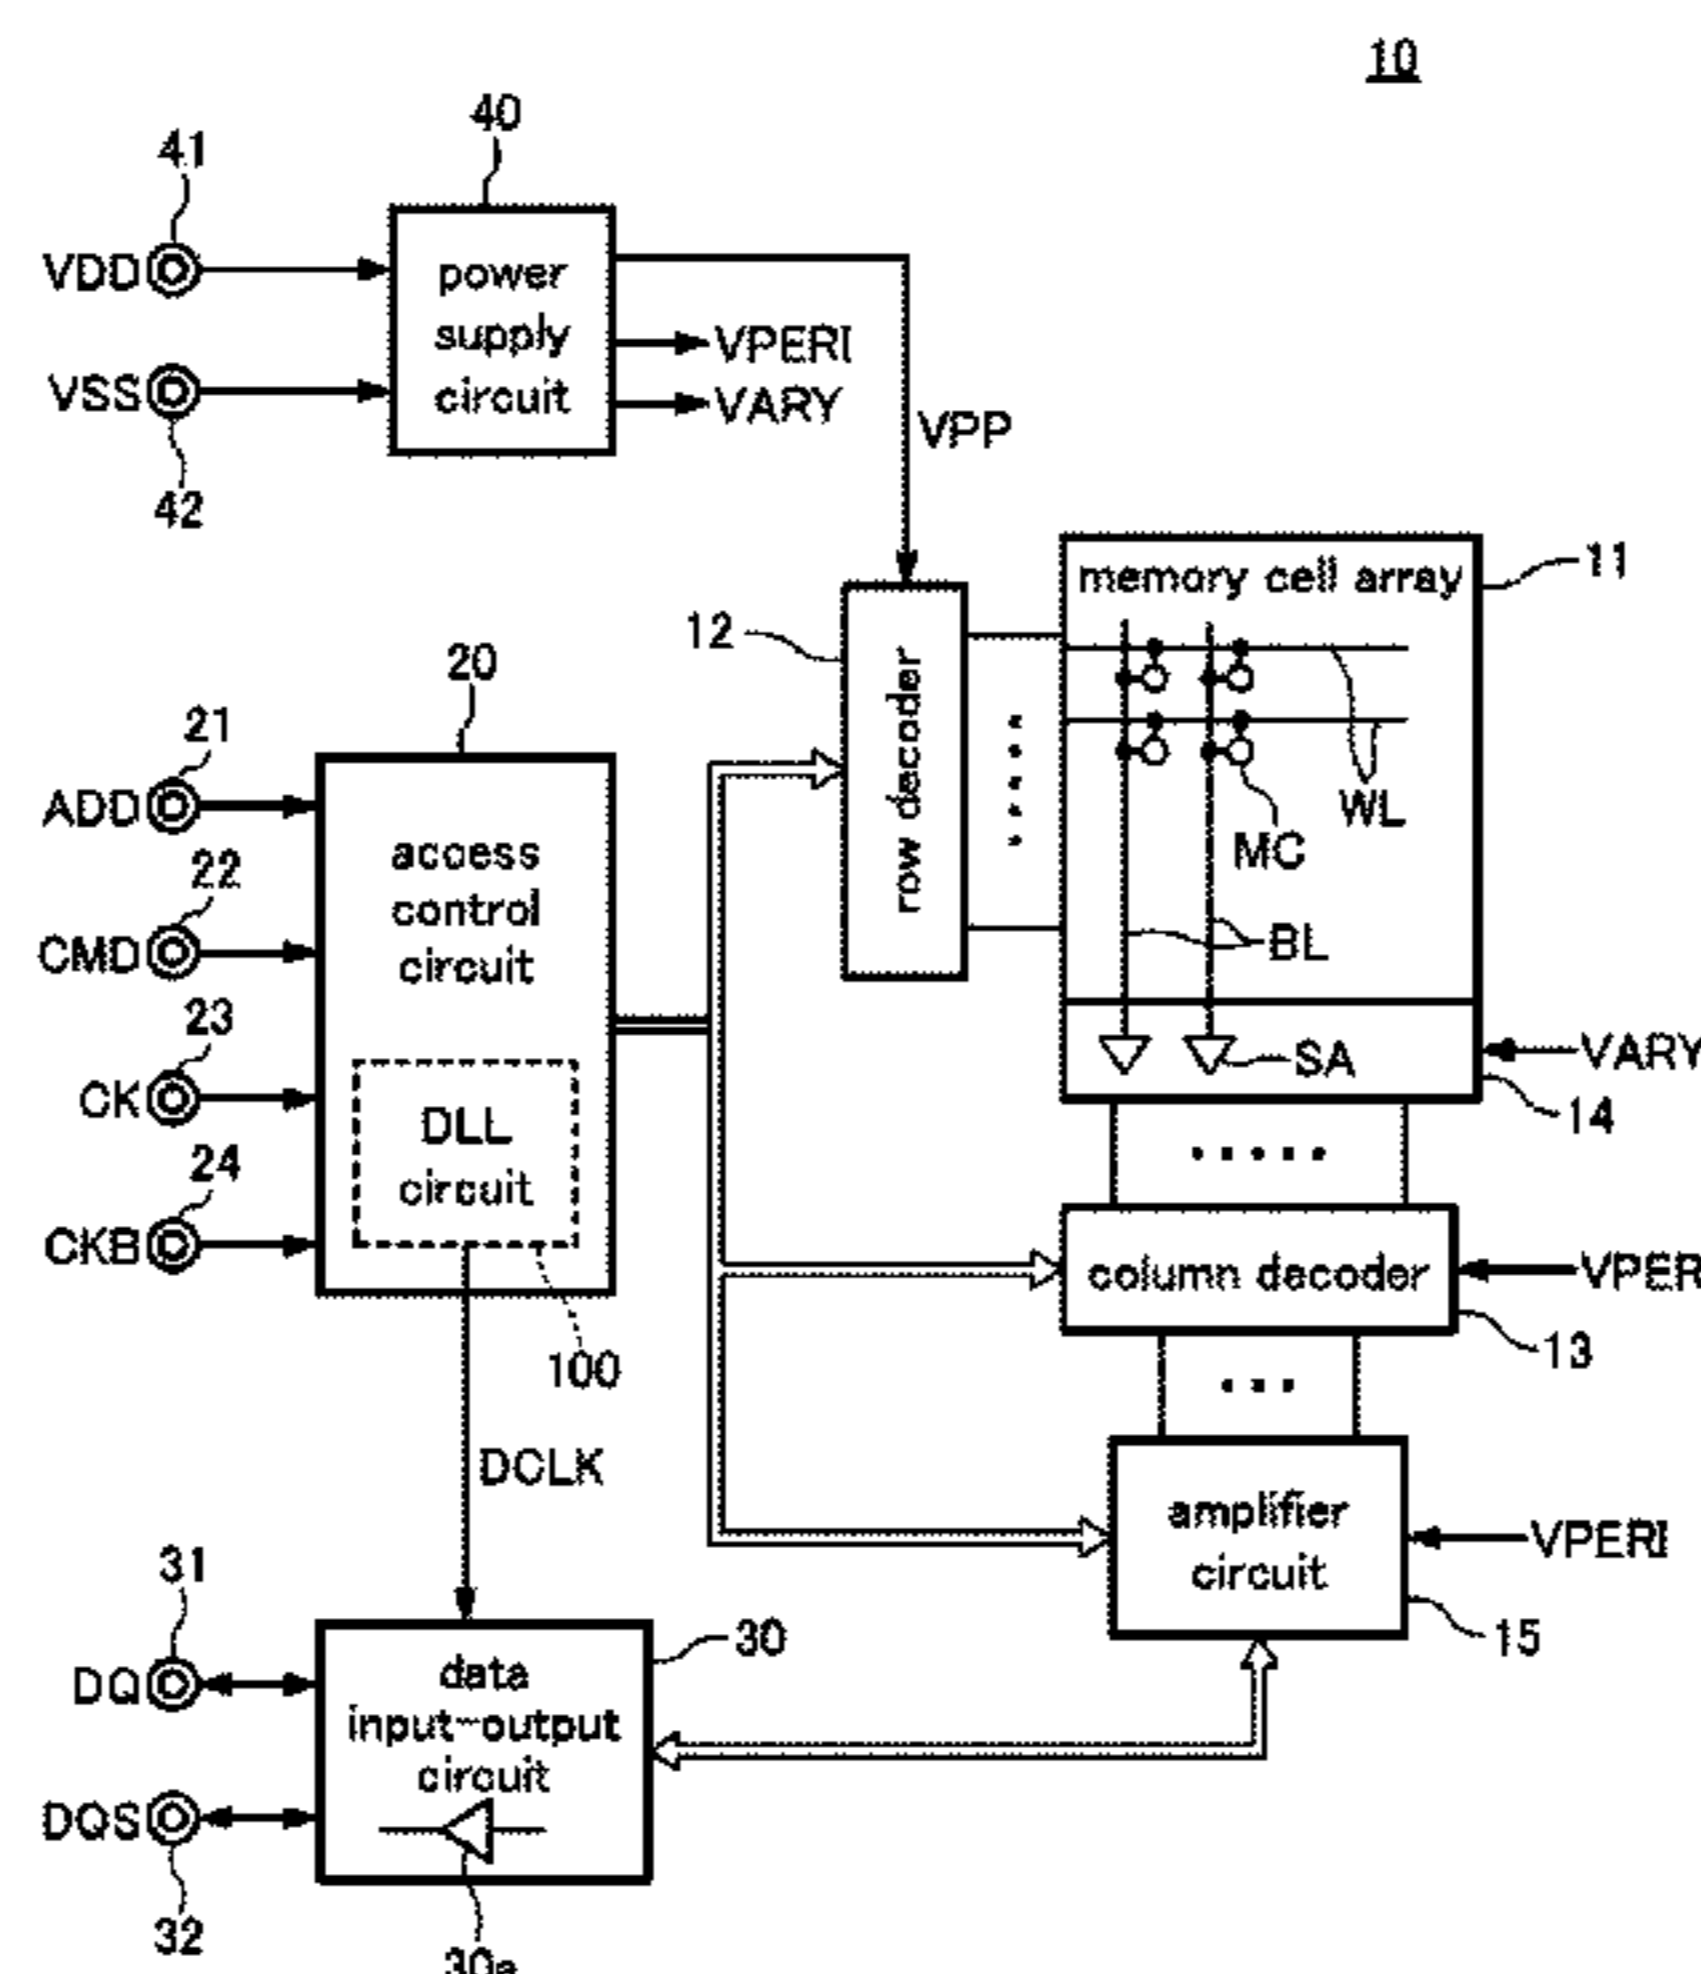 10
40
41
VDD
power
supply
circuit
VPERI
VARY
VSS
42
VPP
memory cell array
11
12
row decoder
WL
MC
BL
SA
VARY
14
20
21
ADD
access
control
circuit
22
CMD
23
CK
DLL
circuit
24
CKB
100
column decoder
VPER
13
DCLK
amplifier
circuit
VPERI
15
31
DQ
data
input-output
circuit
30
DQS
32
30a